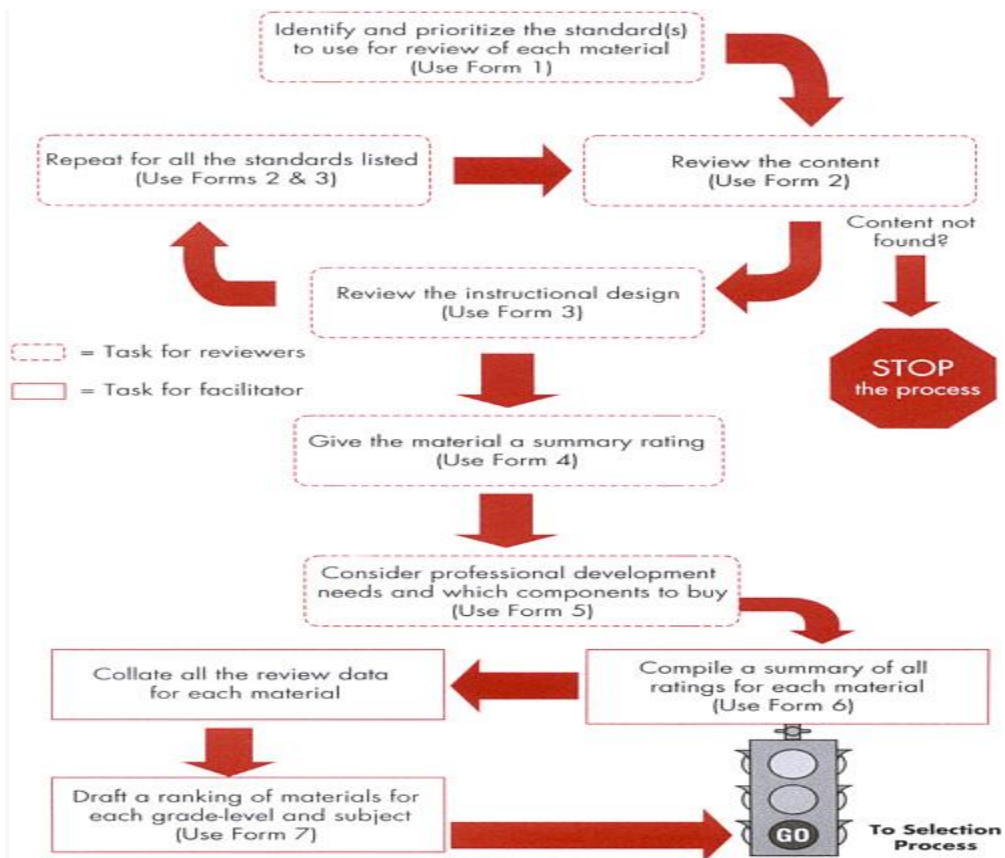 Identify and prioritize the standard(s)
to use for review of each material
(Use Form 1)
Repeat for all the standards listed
(Use Forms 2 & 3)
Review the content
(Use Form 2)
Content not
found?
Review the instructional design
(Use Form 3)
STOP
the process
= Task for reviewers
= Task for facilitator
Give the material a summary rating
(Use Form 4)
Consider professional development
needs and which components to buy
(Use Form 5)
Collate all the review data
for each material
Compile a summary of all
ratings for each material
(Use Form 6)
Draft a ranking of materials for
each grade-level and subject
(Use Form 7)
GO
To Selection
Process